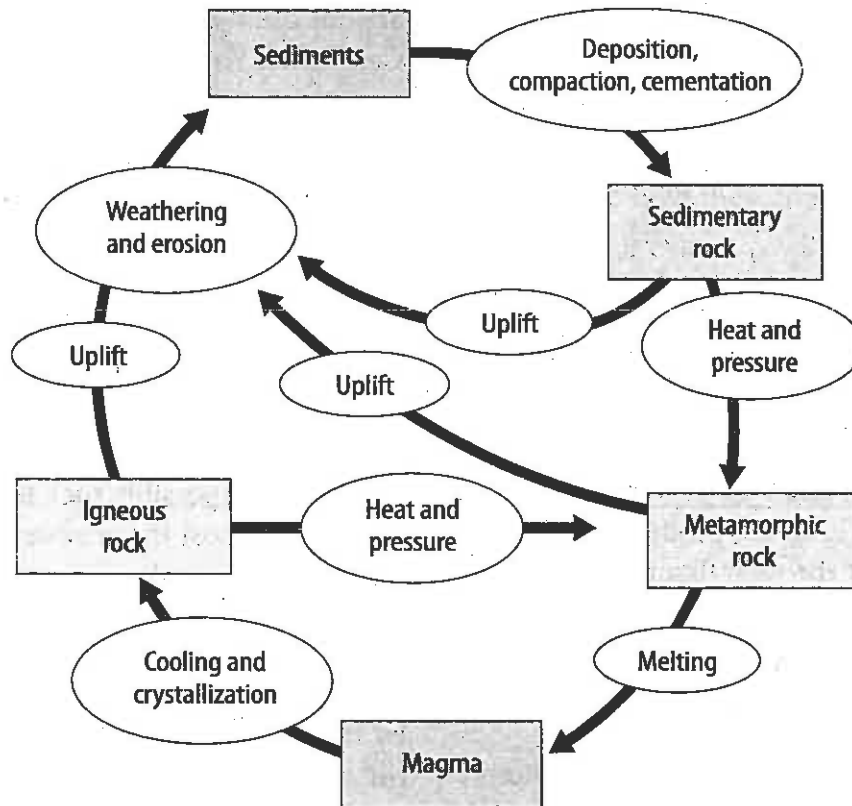 Sediments
Deposition,
compaction, cementation
Weathering
and erosion
Sedimentary
rock
Uplift
Heat and
pressure
Uplift
Uplift
Igneous
rock
Heat and
pressure
Metamorphic
rock
Cooling and
crystallization
Melting
Magma